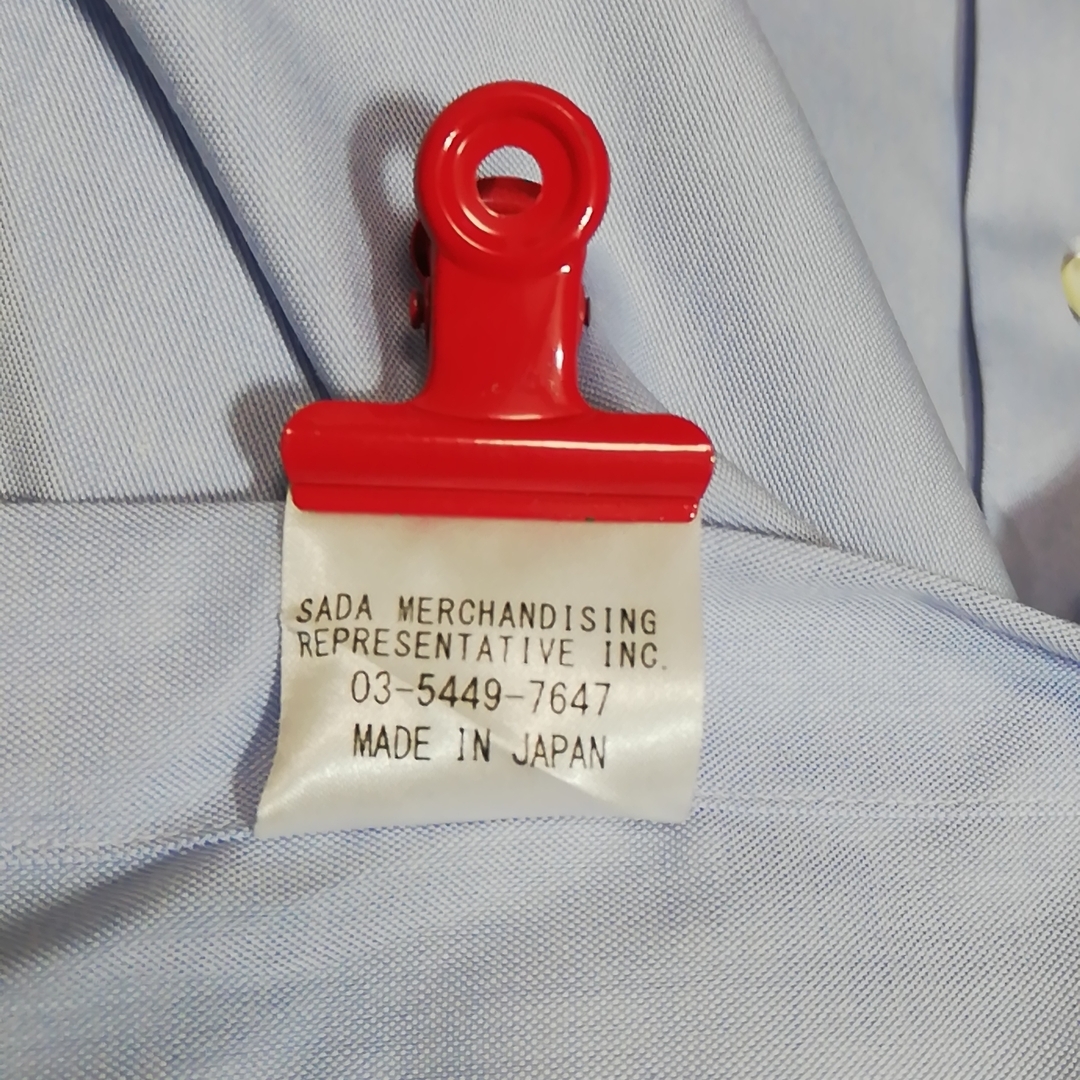 SADA MERCHANDISING
REPRESENTATIVE INC.
03-5449-7647
MADE IN JAPAN